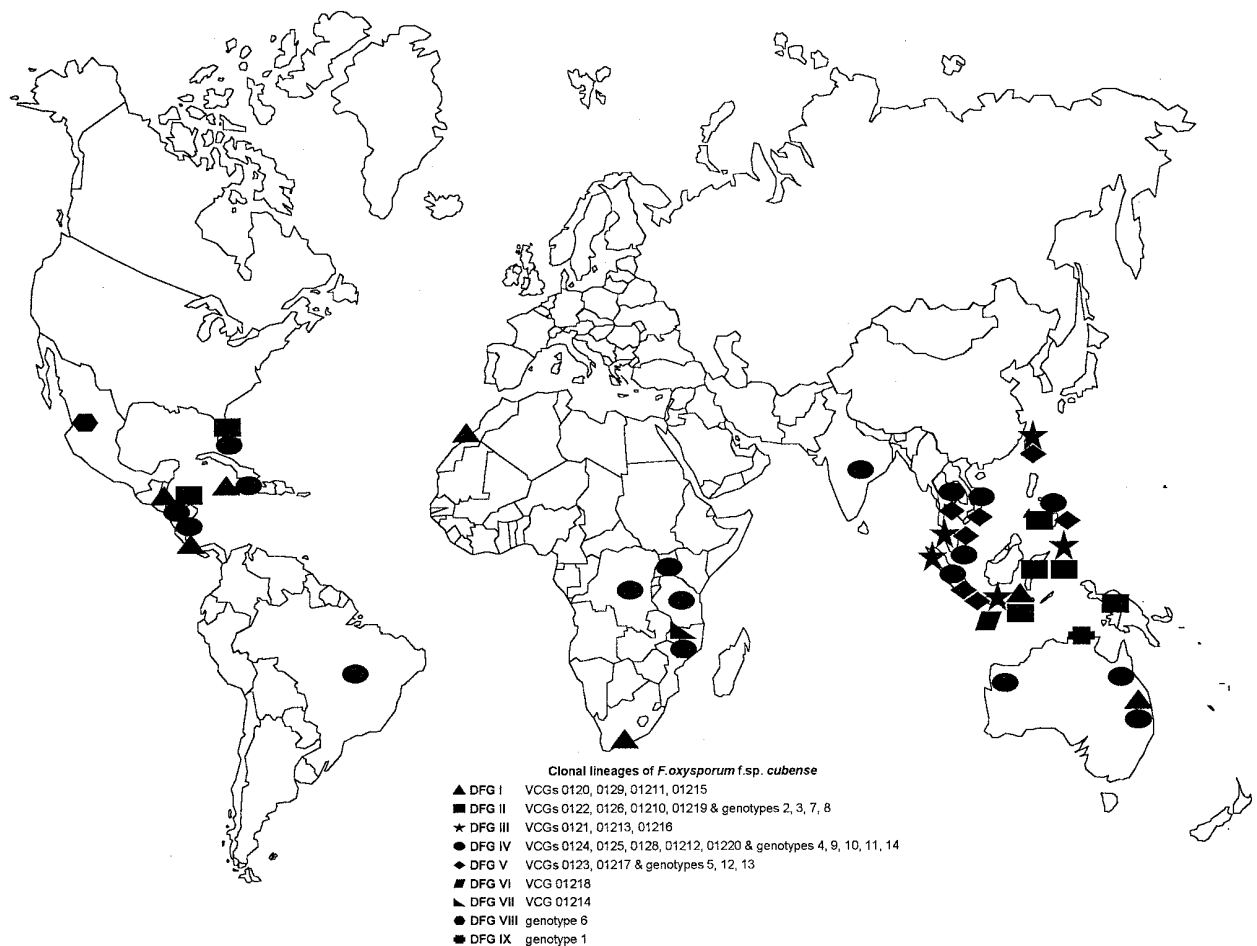 Clonal lineages of F.oxysporum f.sp. cubense
DFG I VCGs 0120, 0129, 01211, 01215
DFG II VCGs 0122, 0126, 01210, 01219 & genotypes 2, 3, 7, 8
DFG III VCGs 0121, 01213, 01216
DFG IV VCGs 0124, 0125, 0128, 01212, 01220 & genotypes 4, 9, 10, 11, 14
DFG V VCGs 0123, 01217 & genotypes 5, 12, 13
DFG VI VCG 01218
DFG VII VCG 01214
DFG VIII genotype 6
DFG IX genotype 1